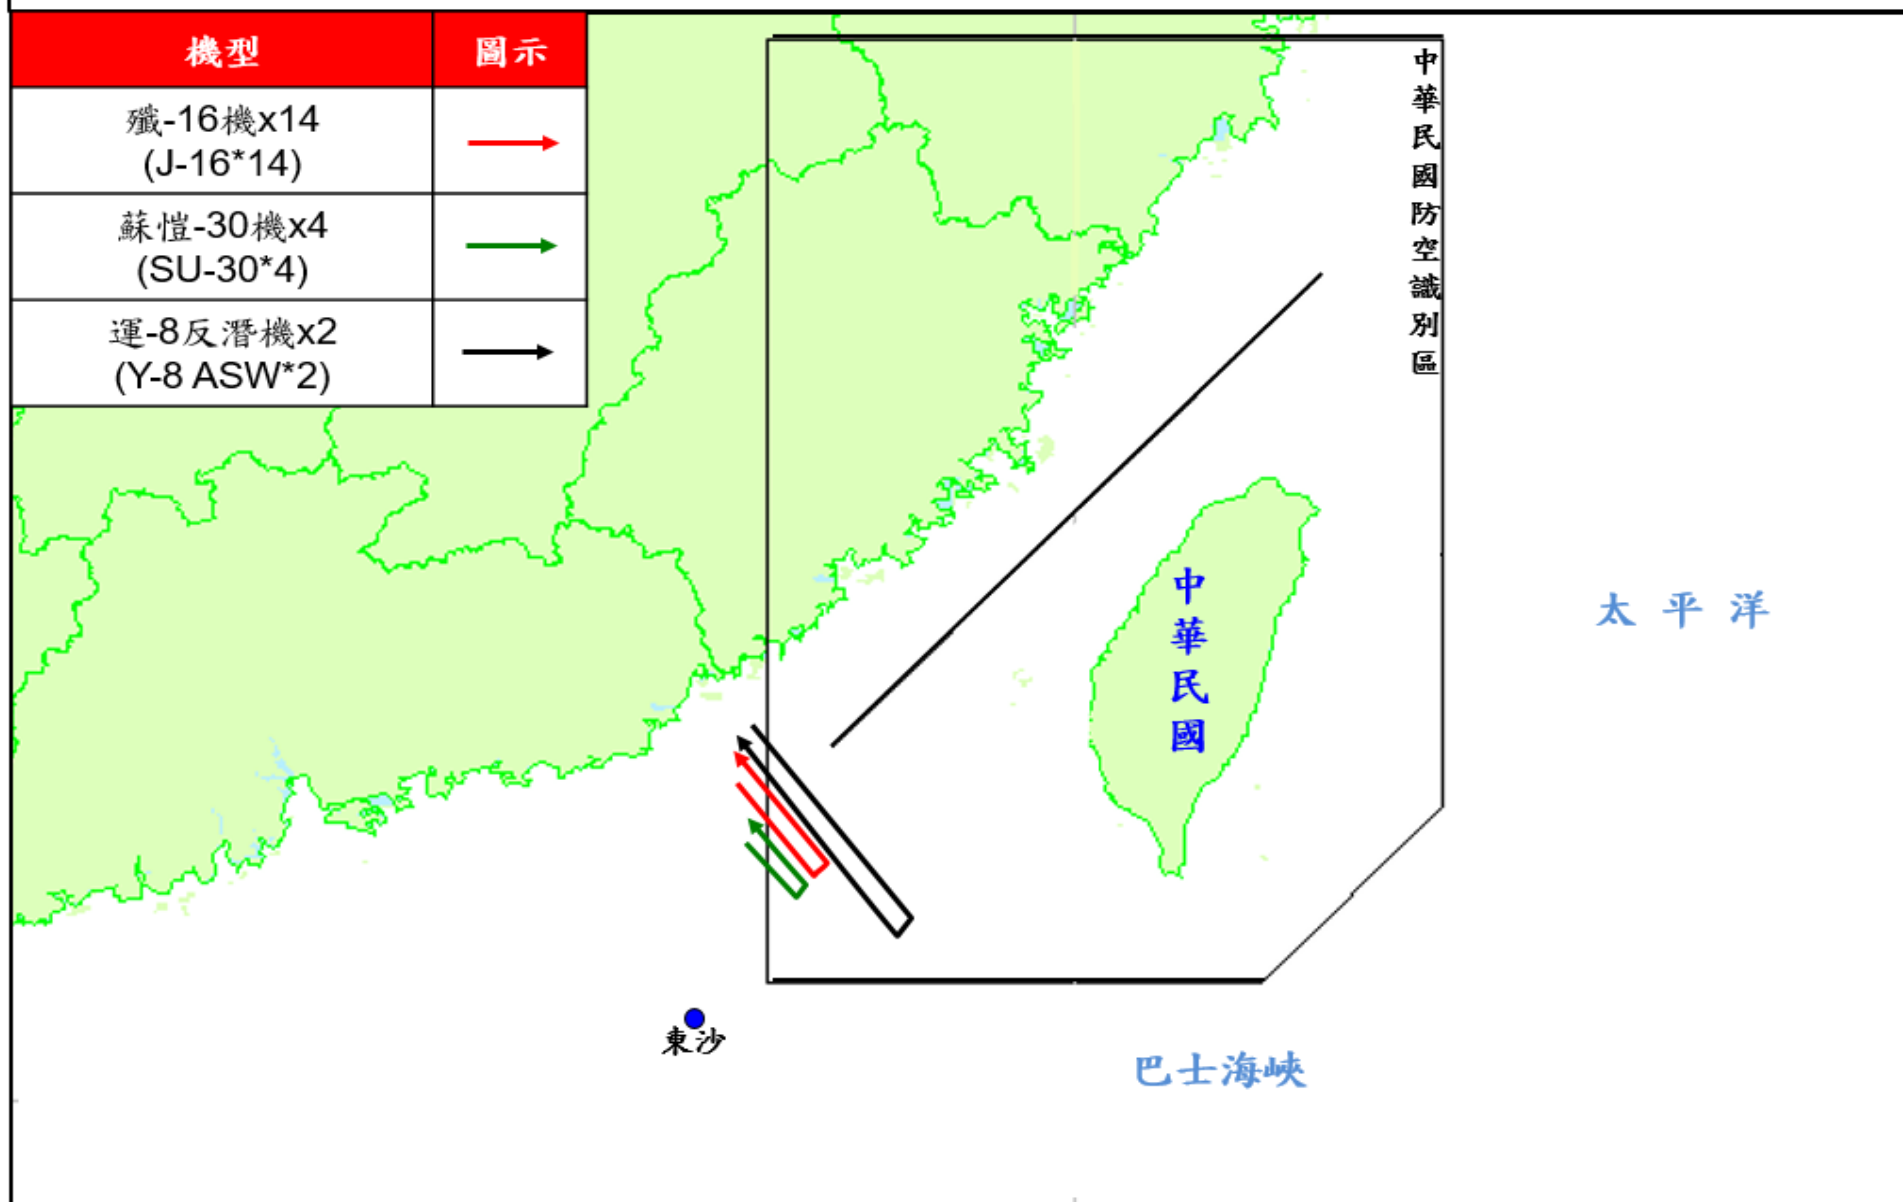 機型 圖示
殲-16機x14
(J-16*14)
蘇愷-30機x4
(SU-30*4)
運-8反潛機x2
(Y-8 ASW*2)
中華民國防空識別區
中華民國
太平洋
東沙
巴士海峽